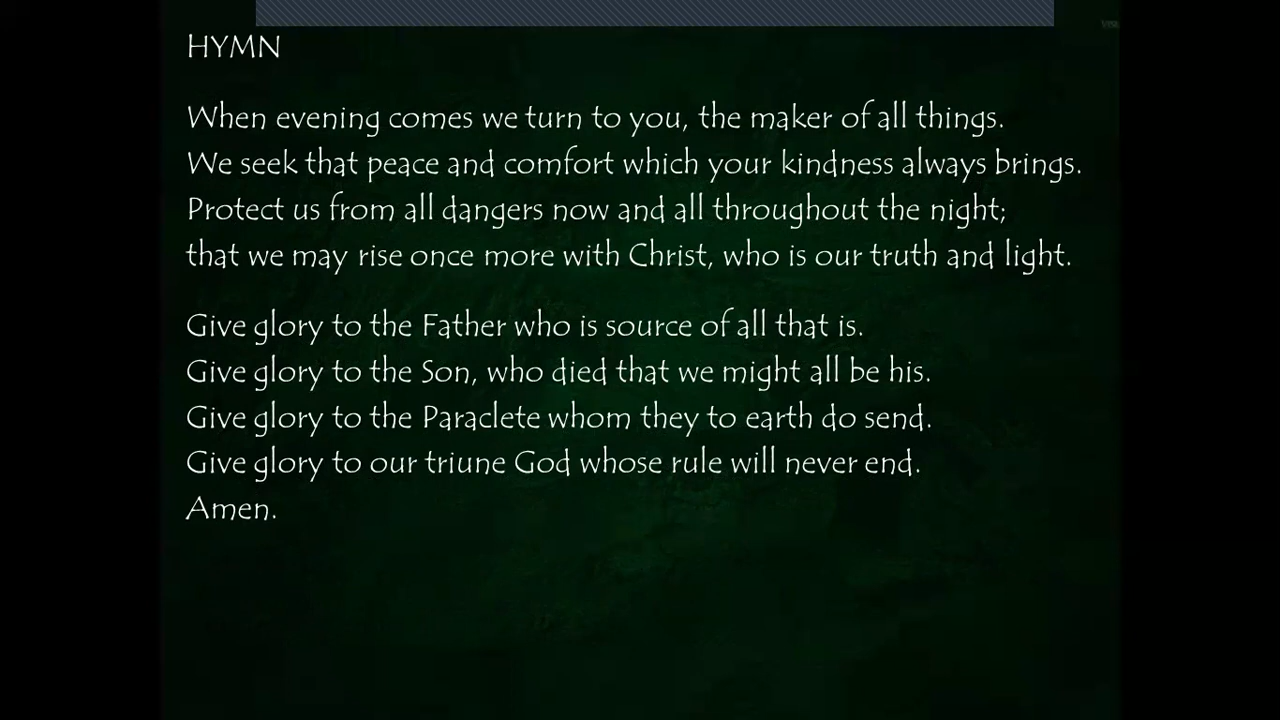 HYMN
When evening comes we turn to you, the maker of all things.
We seek that peace and comfort which your kindness always brings.
Protect us from all dangers now and all throughout the night;
that we may rise once more with Christ, who is our truth and light.
Give glory to the Father who is source of all that is.
Give glory to the Son, who died that we might all be his.
Give glory to the Paraclete whom they to earth do send.
Give glory to our triune God whose rule will never end.
Amen.